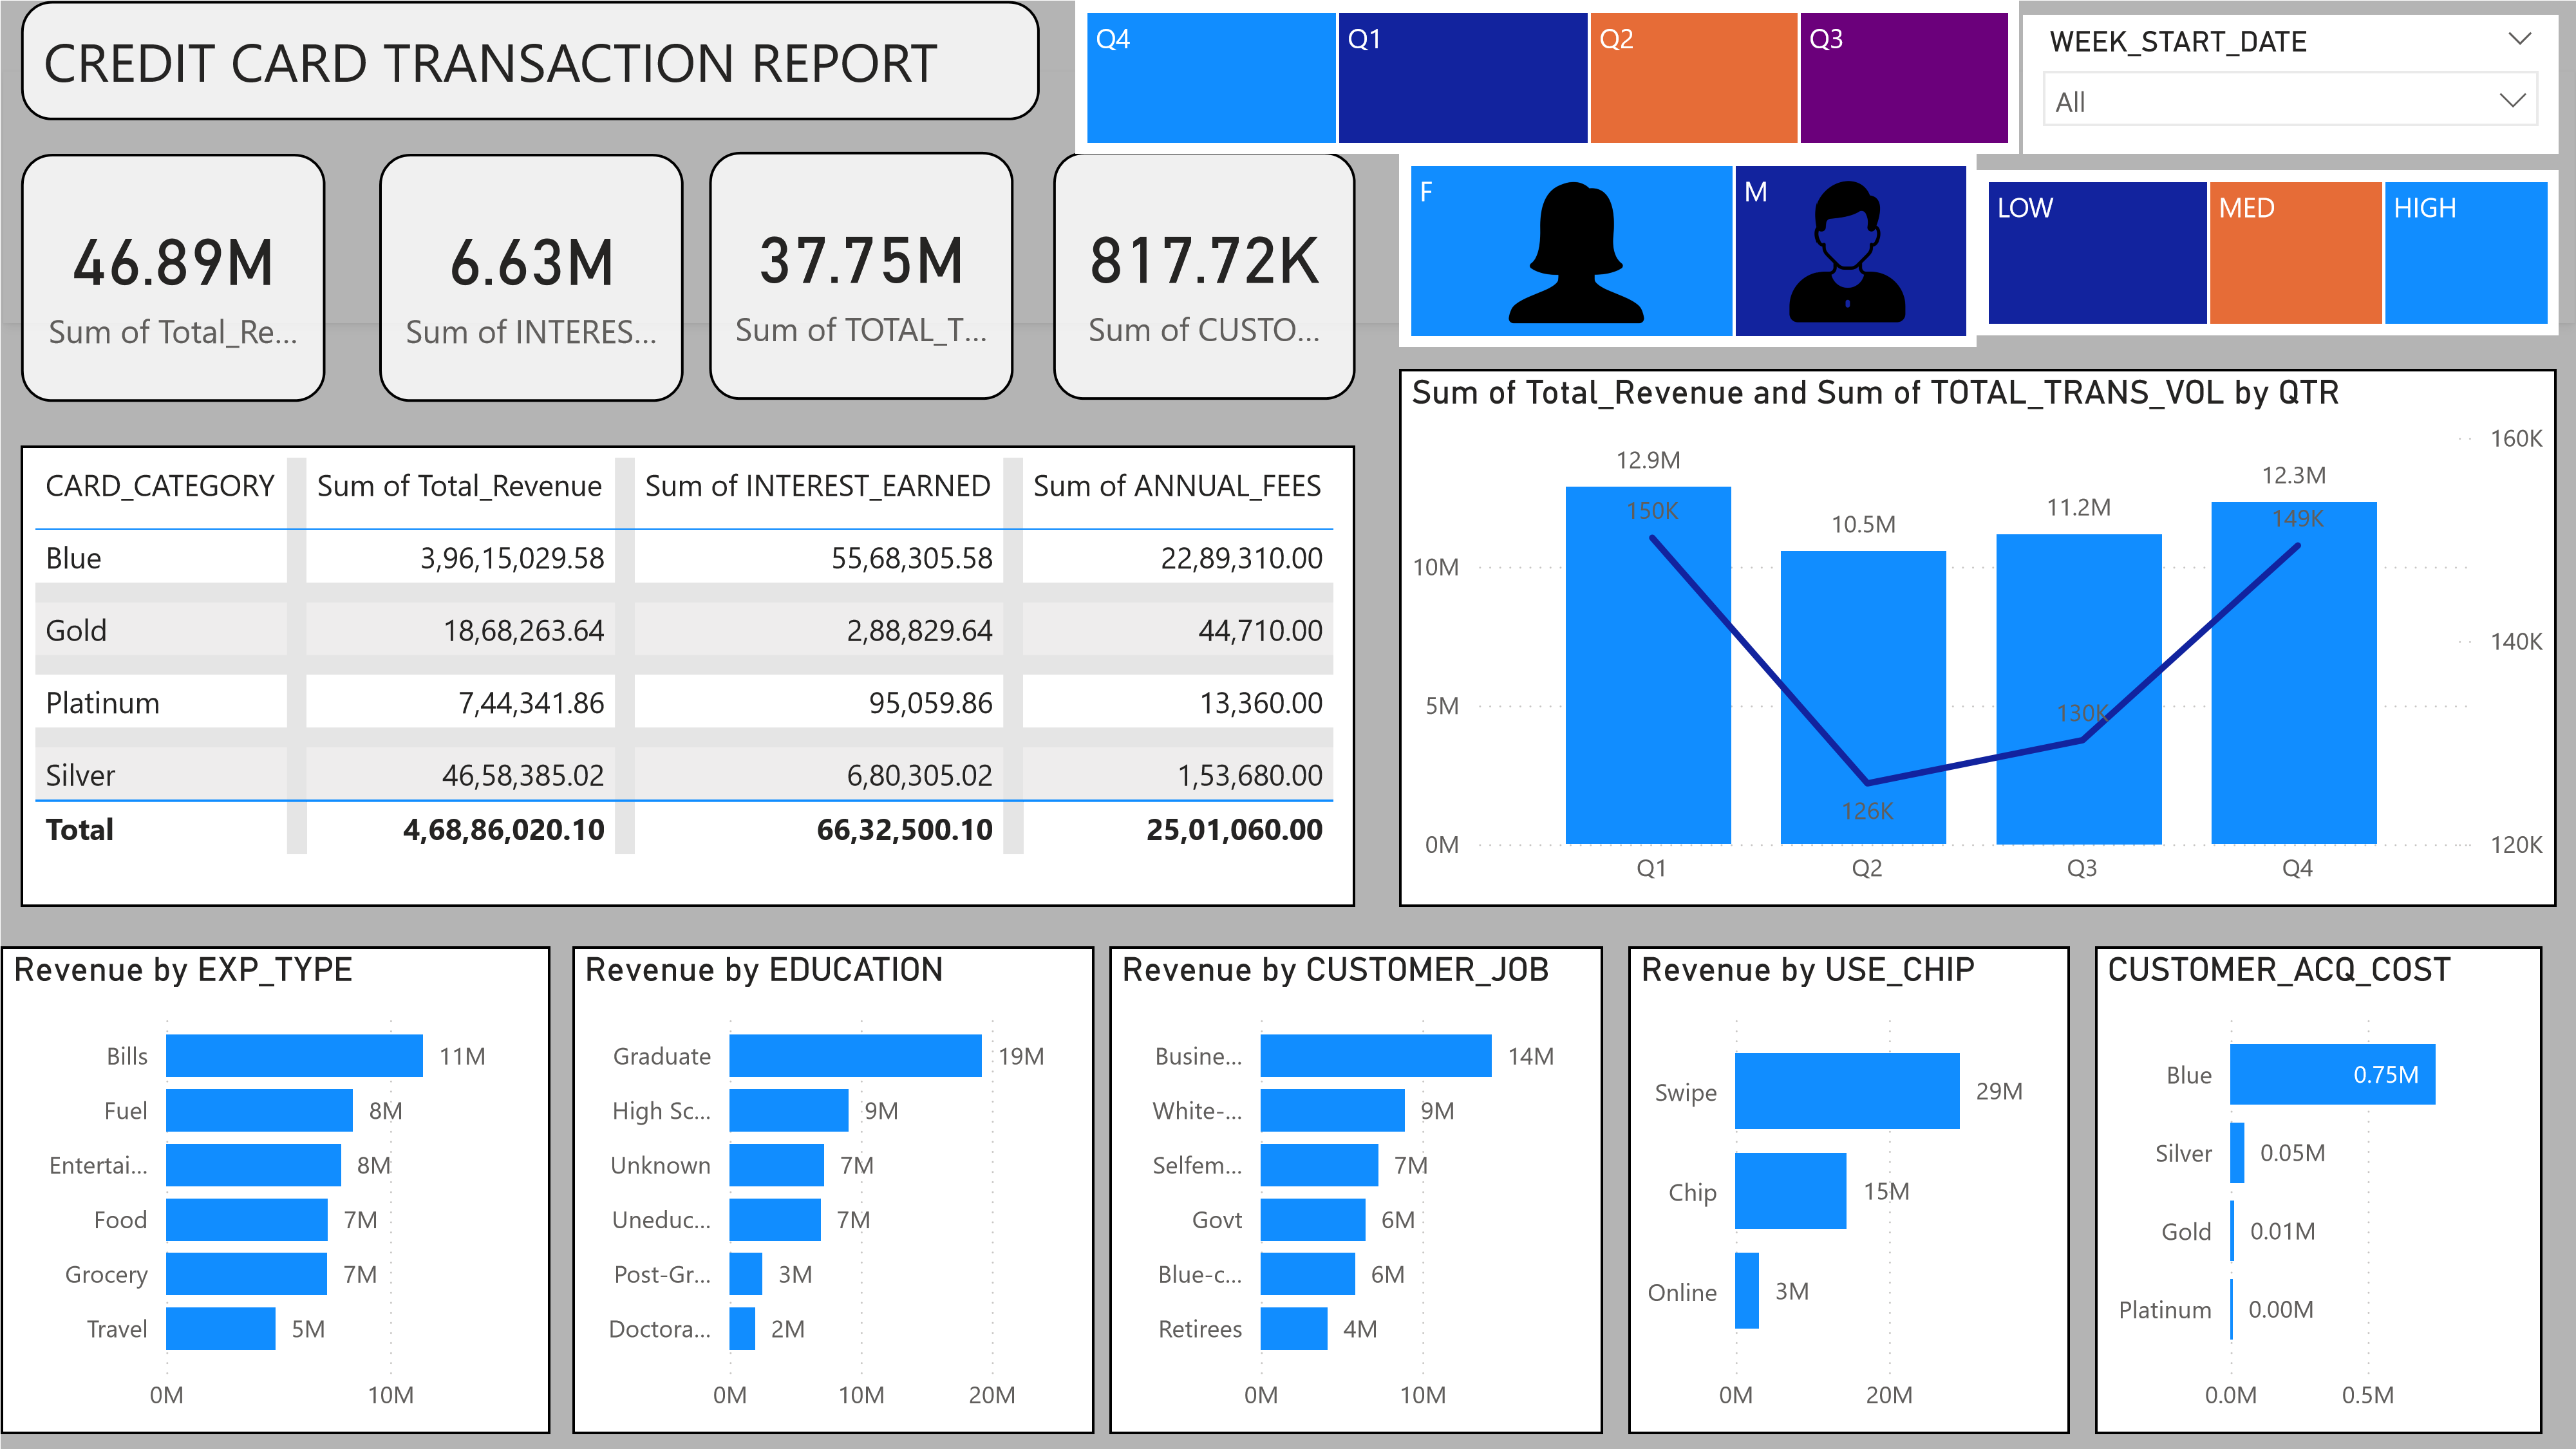 CREDIT CARD TRANSACTION REPORT
Q4
Q1
Q2
Q3
WEEK_START_DATE
All
F
M
LOW
MED
HIGH
46.89M
Sum of Total_Re...
6.63M
Sum of INTERES...
37.75M
Sum of TOTAL_T...
817.72K
Sum of CUSTO...
CARD_CATEGORY Sum of Total_Revenue Sum of INTEREST_EARNED Sum of ANNUAL_FEES
Blue 3,96,15,029.58 55,68,305.58 22,89,310.00
Gold 18,68,263.64 2,88,829.64 44,710.00
Platinum 7,44,341.86 95,059.86 13,360.00
Silver 46,58,385.02 6,80,305.02 1,53,680.00
Total 4,68,86,020.10 66,32,500.10 25,01,060.00
Sum of Total_Revenue and Sum of TOTAL_TRANS_VOL by QTR
160K
12.9M
12.3M
150K
11.2M
149K
10.5M
10M
140K
5M
130K
126K
0M
120K
Q1 Q2 Q3 Q4
Revenue by EXP_TYPE
Bills 11M
Fuel 8M
Entertai... 8M
Food 7M
Grocery 7M
Travel 5M
0M 10M
Revenue by EDUCATION
Graduate 19M
High Sc... 9M
Unknown 7M
Uneduc... 7M
Post-Gr... 3M
Doctora... 2M
0M 10M 20M
Revenue by CUSTOMER_JOB
Busine... 14M
White-... 9M
Selfem... 7M
Govt 6M
Blue-c... 6M
Retirees 4M
0M 10M
Revenue by USE_CHIP
Swipe 29M
Chip 15M
Online 3M
0M 20M
CUSTOMER_ACQ_COST
Blue 0.75M
Silver 0.05M
Gold 0.01M
Platinum 0.00M
0.0M 0.5M